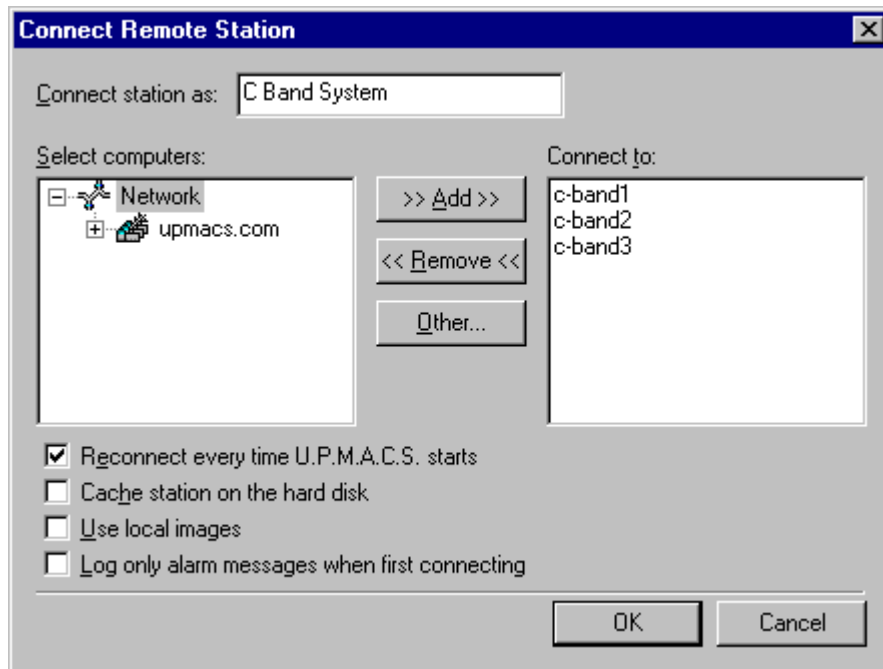 Connect Remote Station
Connect station as: C Band System
Select computers:
Network
upmacs.com
>> Add >>
<< Remove <<
Other...
Connect to:
c-band1
c-band2
c-band3
Reconnect every time U.P.M.A.C.S. starts
Cache station on the hard disk
Use local images
Log only alarm messages when first connecting
OK
Cancel